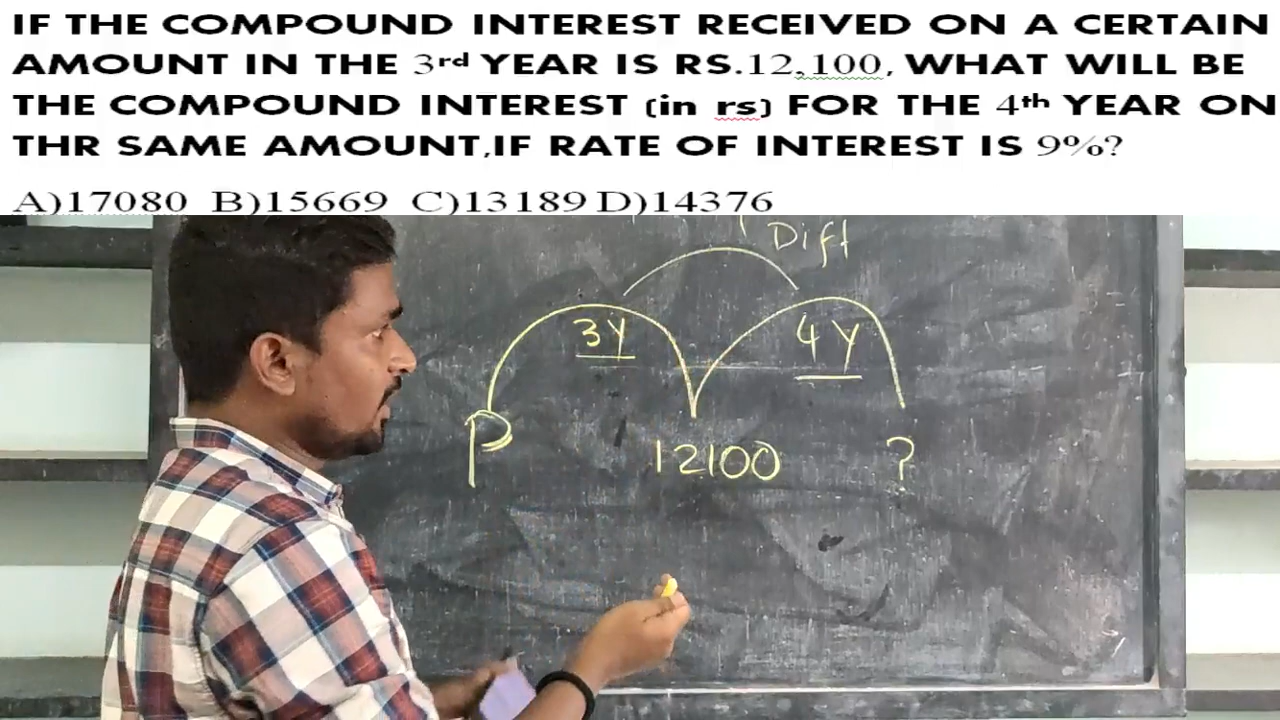 IF THE COMPOUND INTEREST RECEIVED ON A CERTAIN
AMOUNT IN THE 3rd YEAR IS RS.12,100, WHAT WILL BE
THE COMPOUND INTEREST (in rs) FOR THE 4th YEAR ON
THR SAME AMOUNT,IF RATE OF INTEREST IS 9%?
A)17080 B)15669 C)13189 D)14376
Diff
3Y 4Y
P 12100 ?